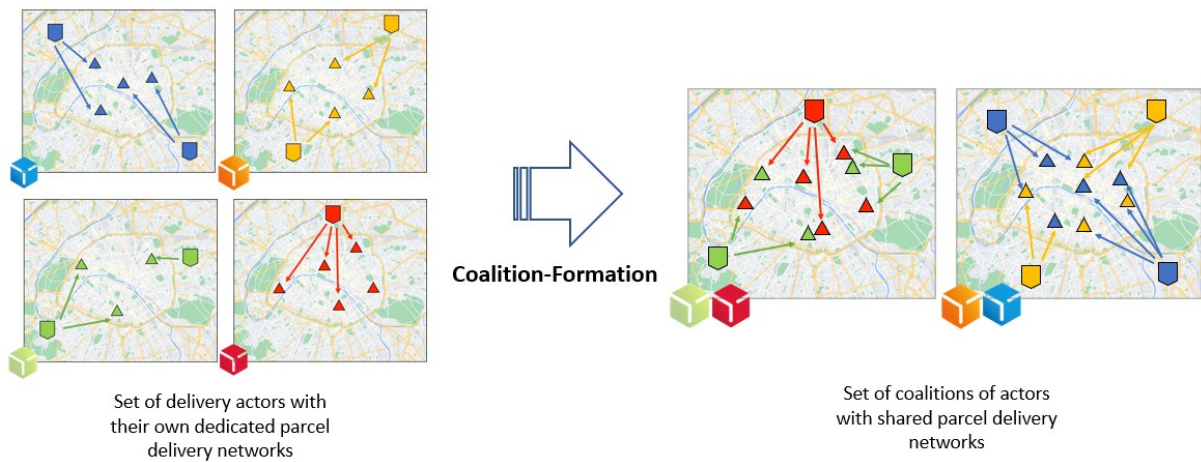 Coalition-Formation
Set of delivery actors with
their own dedicated parcel
delivery networks
Set of coalitions of actors
with shared parcel delivery
networks